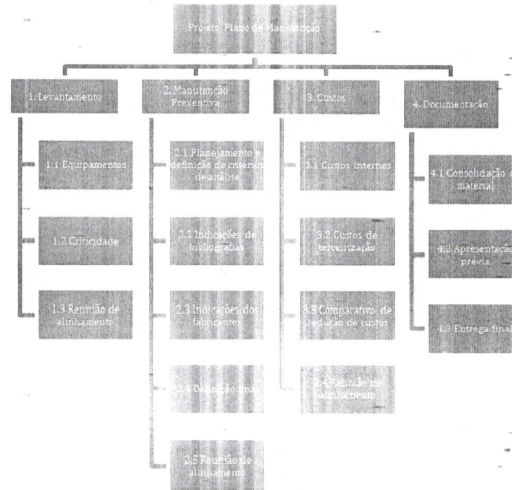 Projeto: Plano de Manutenção
1. Levantamento
2. Manutenção
Preventiva
3. Custos
4. Documentação
1.1 Equipamentos
2.1 Planejamento e
definição de critérios
de análise
3.1 Custos internos
4.1 Consolidação
material
1.2 Criticidade
2.2 Indicações de
bibliografias
3.2 Custos de
terceirização
4.2 Apresentação
prévia
1.3 Reunião de
alinhamento
2.3 Indicações dos
fabricantes
3.3 Comparativo de
redução de custos
4.3 Entrega final
2.4 Definição final
3.4 Reunião de
alinhamento
2.5 Reunião de
alinhamento